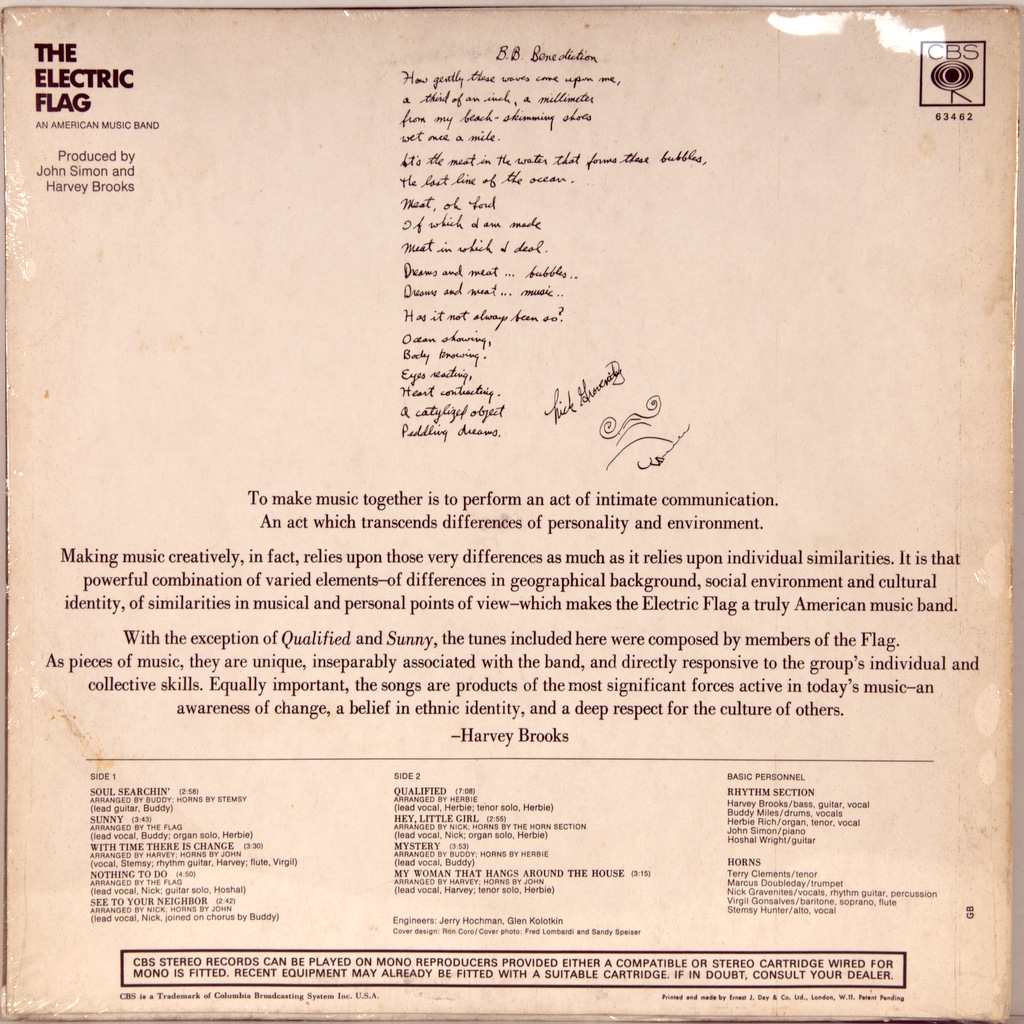 THE
ELECTRIC
FLAG
AN AMERICAN MUSIC BAND
Produced by
John Simon and
Harvey Brooks
B.B. Benediction
How gently these waves come upon me,
a third of an inch, a millimeter
from my beach-skimming shoes
wet once a mile.
It's the meat in the water that forms these bubbles,
the last line of the ocean.
Meat, oh Lord
Of which I am made
Meat in which I deal.
Dreams and meat... bubbles..
Dreams and meat... music..
Has it not always been so?
Ocean showing,
Body knowing.
Eyes reacting,
Heart contracting.
A catylized object
Peddling dreams.
Nick Gravenites
CBS
63462
To make music together is to perform an act of intimate communication.
An act which transcends differences of personality and environment.
Making music creatively, in fact, relies upon those very differences as much as it relies upon individual similarities. It is that
powerful combination of varied elements—of differences in geographical background, social environment and cultural
identity, of similarities in musical and personal points of view—which makes the Electric Flag a truly American music band.
With the exception of Qualified and Sunny, the tunes included here were composed by members of the Flag.
As pieces of music, they are unique, inseparably associated with the band, and directly responsive to the group's individual and
collective skills. Equally important, the songs are products of the most significant forces active in today's music—an
awareness of change, a belief in ethnic identity, and a deep respect for the culture of others.
—Harvey Brooks
SIDE 1
SOUL SEARCHIN' (2:58)
ARRANGED BY BUDDY; HORNS BY STEMSY
(lead guitar, Buddy)
SUNNY (3:43)
ARRANGED BY THE FLAG
(lead vocal, Buddy; organ solo, Herbie)
WITH TIME THERE IS CHANGE (3:30)
ARRANGED BY HARVEY; HORNS BY JOHN
(vocal, Stemsy; rhythm guitar, Harvey; flute, Virgil)
NOTHING TO DO (4:50)
ARRANGED BY THE FLAG
(lead vocal, Nick; guitar solo, Hoshal)
SEE TO YOUR NEIGHBOR (2:42)
ARRANGED BY NICK; HORNS BY JOHN
(lead vocal, Nick, joined on chorus by Buddy)
SIDE 2
QUALIFIED (7:08)
ARRANGED BY HERBIE
(lead vocal, Herbie; tenor solo, Herbie)
HEY, LITTLE GIRL (2:55)
ARRANGED BY NICK; HORNS BY THE HORN SECTION
(lead vocal, Nick; organ solo, Herbie)
MYSTERY (3:53)
ARRANGED BY BUDDY; HORNS BY HERBIE
(lead vocal, Buddy)
MY WOMAN THAT HANGS AROUND THE HOUSE (3:15)
ARRANGED BY HARVEY; HORNS BY JOHN
(lead vocal, Harvey; tenor solo, Herbie)
Engineers: Jerry Hochman, Glen Kolotkin
Cover design: Ron Coro/Cover photo: Fred Lombardi and Sandy Speiser
BASIC PERSONNEL
RHYTHM SECTION
Harvey Brooks/bass, guitar, vocal
Buddy Miles/drums, vocals
Herbie Rich/organ, tenor, vocal
John Simon/piano
Hoshal Wright/guitar
HORNS
Terry Clements/tenor
Marcus Doubleday/trumpet
Nick Gravenites/vocals, rhythm guitar, percussion
Virgil Gonsalves/baritone, soprano, flute
Stemsy Hunter/alto, vocal
GB
CBS STEREO RECORDS CAN BE PLAYED ON MONO REPRODUCERS PROVIDED EITHER A COMPATIBLE OR STEREO CARTRIDGE WIRED FOR
MONO IS FITTED. RECENT EQUIPMENT MAY ALREADY BE FITTED WITH A SUITABLE CARTRIDGE. IF IN DOUBT, CONSULT YOUR DEALER.
CBS is a Trademark of Columbia Broadcasting System Inc. U.S.A.
Printed and made by Ernest J. Day & Co. Ltd., London, W.11. Patent Pending